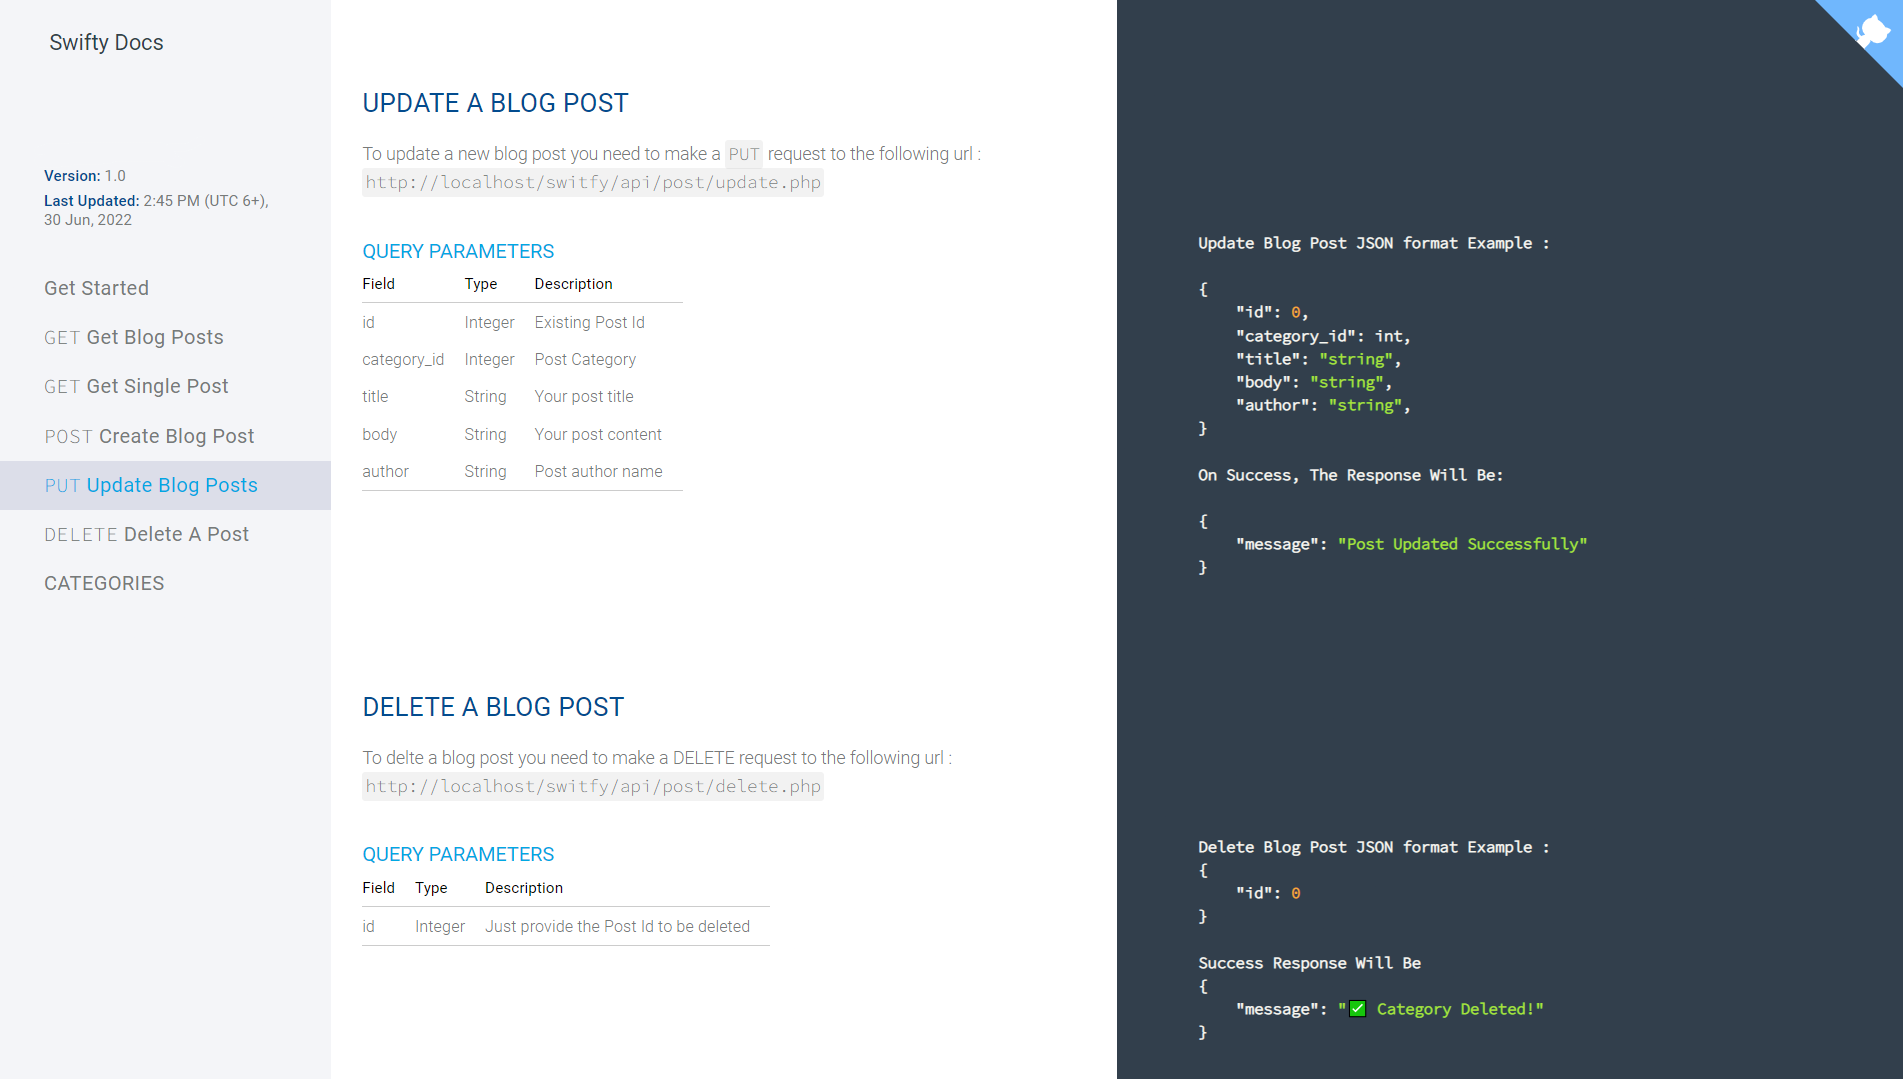 Swifty Docs
Version: 1.0
Last Updated: 2:45 PM (UTC 6+),
30 Jun, 2022
Get Started
GET Get Blog Posts
GET Get Single Post
POST Create Blog Post
PUT Update Blog Posts
DELETE Delete A Post
CATEGORIES
UPDATE A BLOG POST
To update a new blog post you need to make a PUT request to the following url :
http://localhost/switfy/api/post/update.php
QUERY PARAMETERS
Field Type Description
id Integer Existing Post Id
category_id Integer Post Category
title String Your post title
body String Your post content
author String Post author name
DELETE A BLOG POST
To delte a blog post you need to make a DELETE request to the following url :
http://localhost/switfy/api/post/delete.php
QUERY PARAMETERS
Field Type Description
id Integer Just provide the Post Id to be deleted
Update Blog Post JSON format Example :
{
"id": 0,
"category_id": int,
"title": "string",
"body": "string",
"author": "string",
}
On Success, The Response Will Be:
{
"message": "Post Updated Successfully"
}
Delete Blog Post JSON format Example :
{
"id": 0
}
Success Response Will Be
{
"message": "✅ Category Deleted!"
}